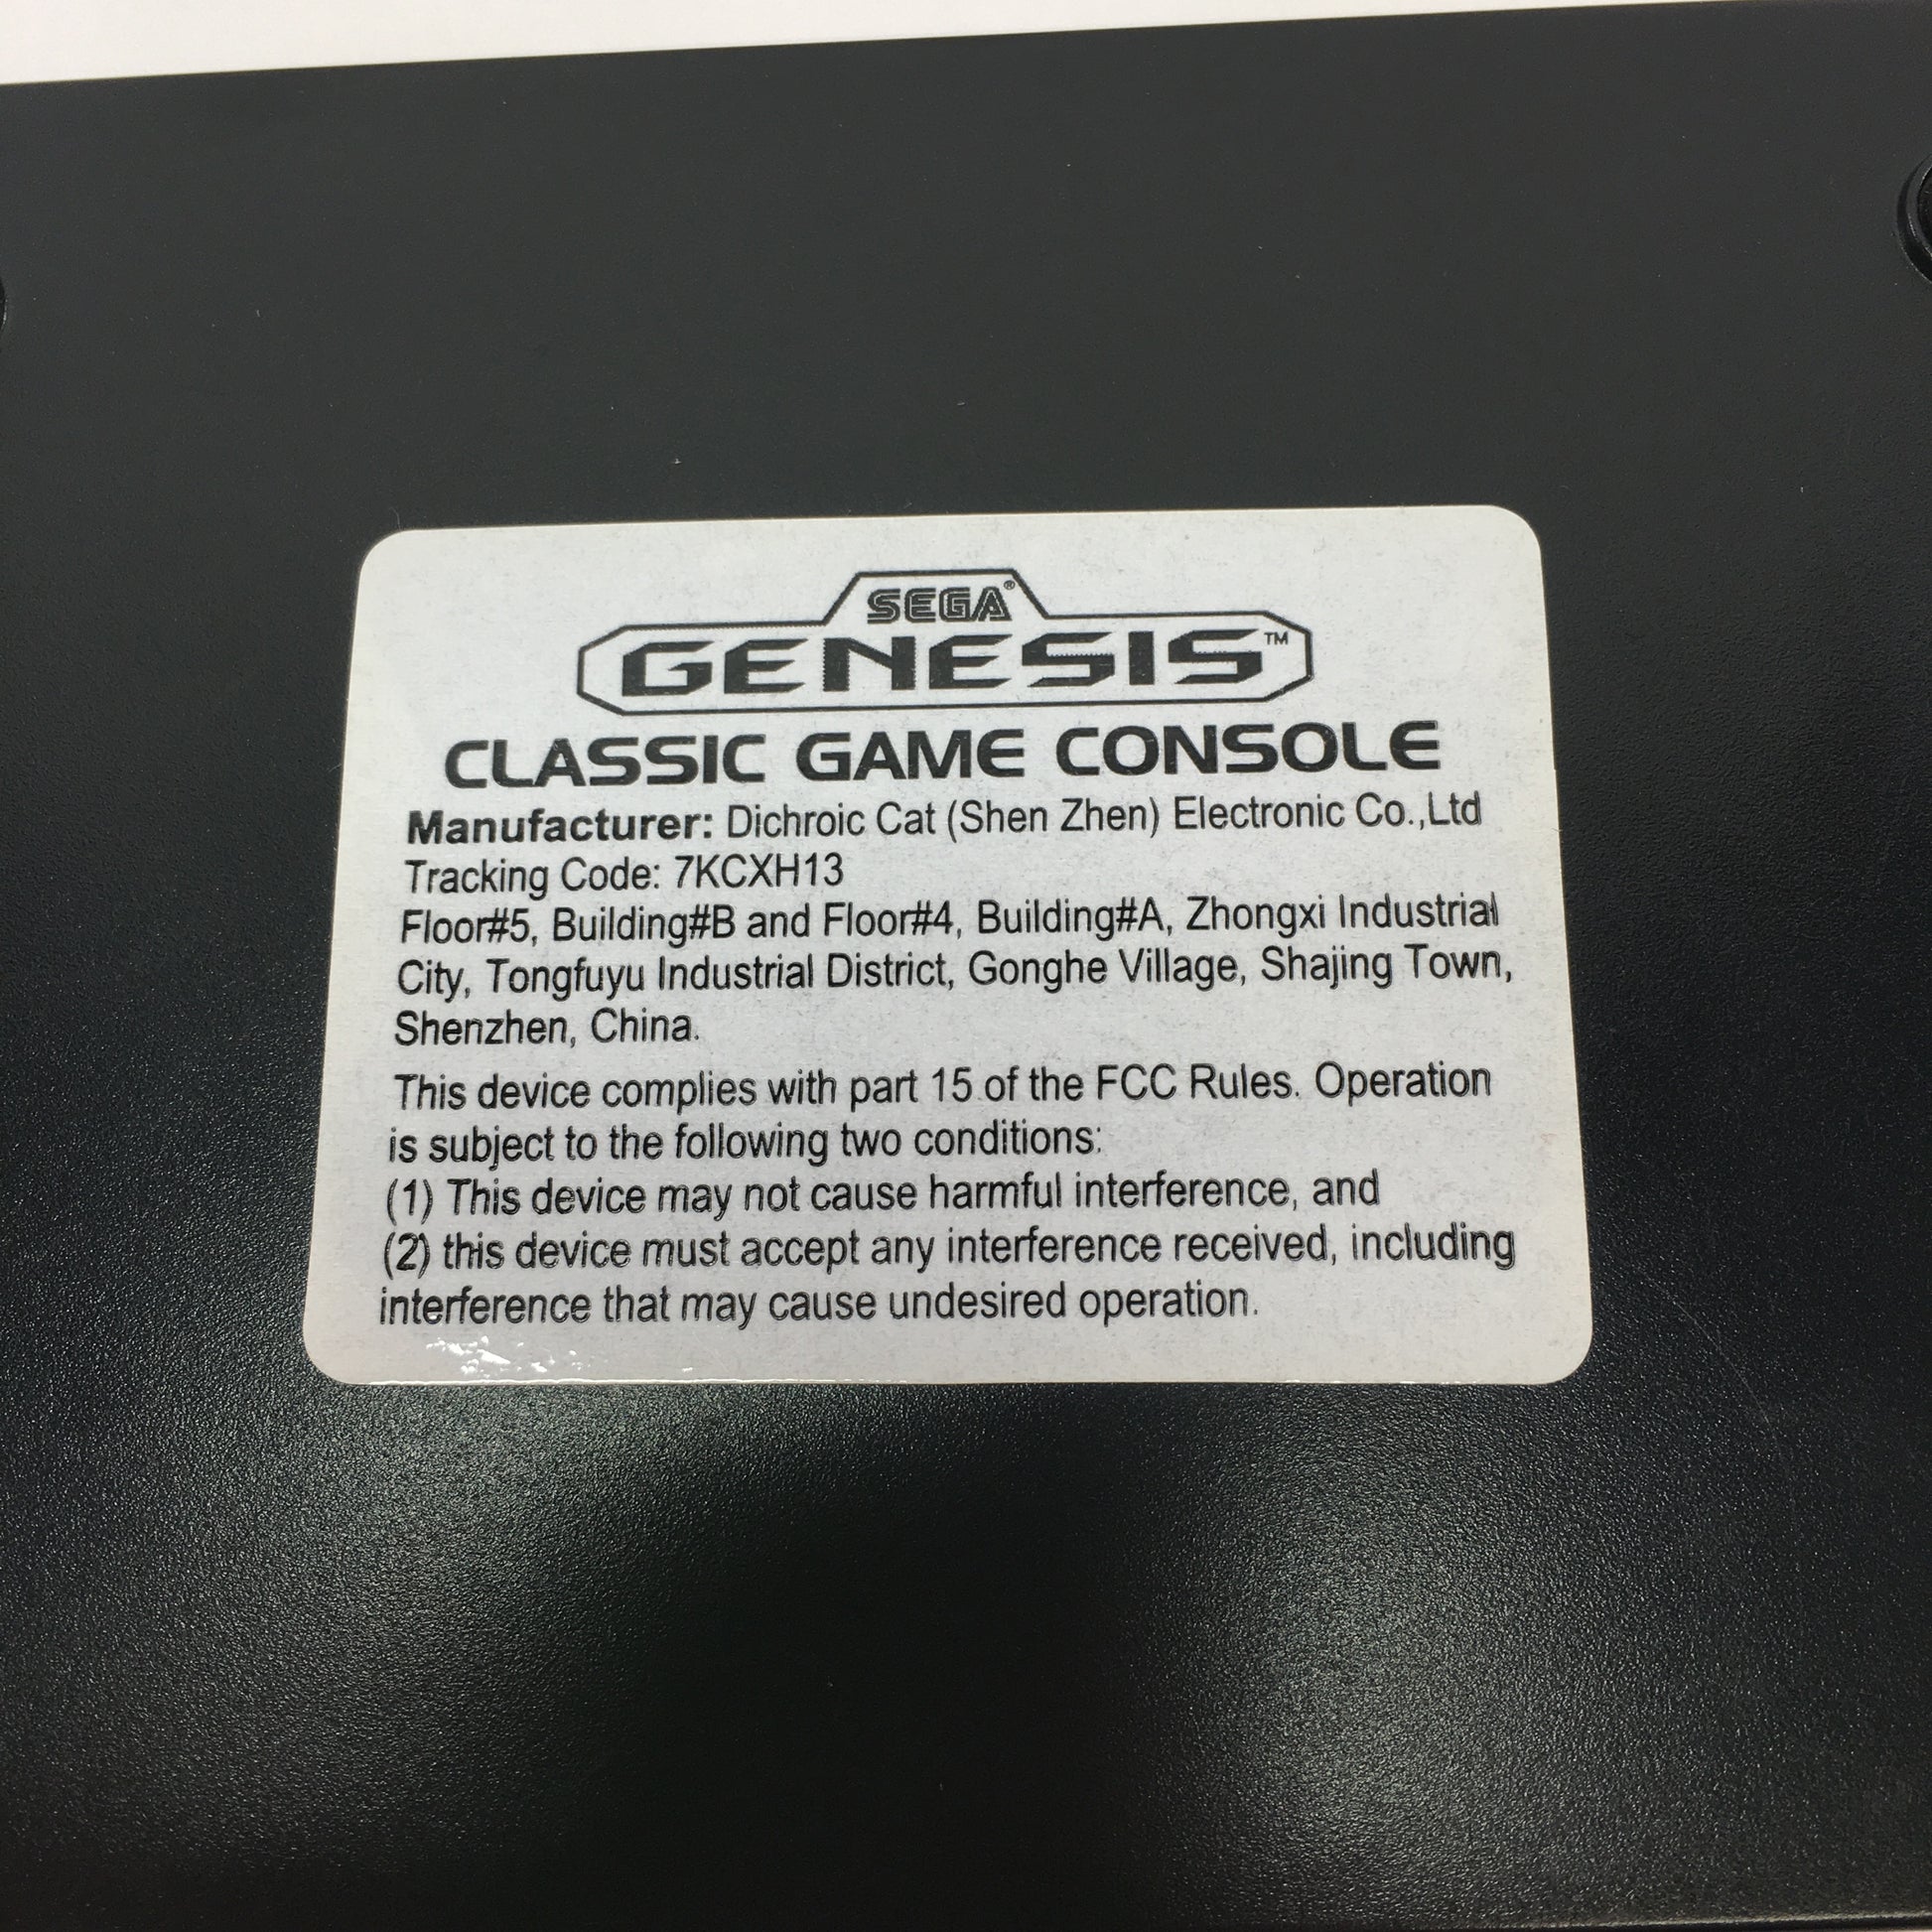 SEGA®
GENESIS™
CLASSIC GAME CONSOLE
Manufacturer: Dichroic Cat (Shen Zhen) Electronic Co.,Ltd
Tracking Code: 7KCXH13
Floor#5, Building#B and Floor#4, Building#A, Zhongxi Industrial
City, Tongfuyu Industrial District, Gonghe Village, Shajing Town,
Shenzhen, China.
This device complies with part 15 of the FCC Rules. Operation
is subject to the following two conditions:
(1) This device may not cause harmful interference, and
(2) this device must accept any interference received, including
interference that may cause undesired operation.